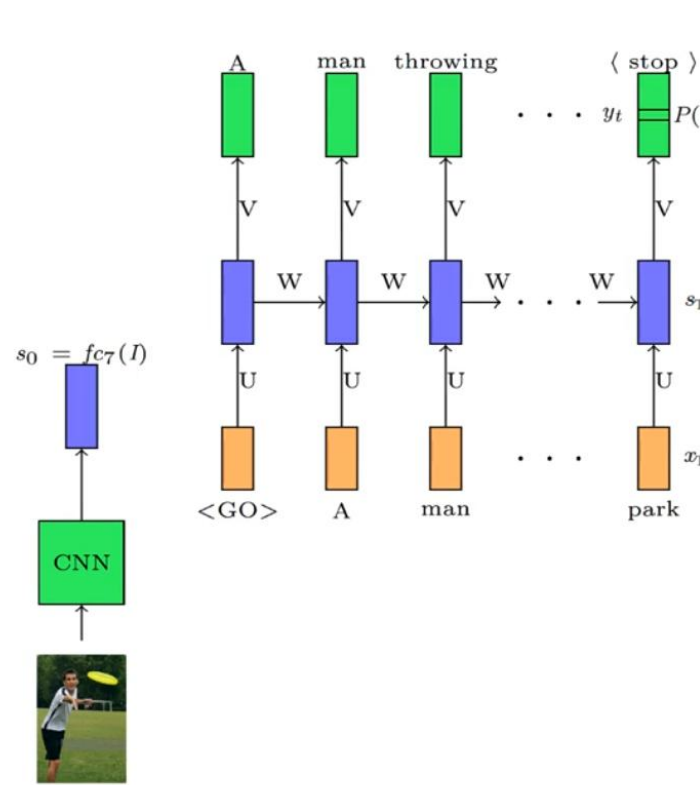 A man throwing ⟨ stop ⟩
· · · y_t P(
V V V V
W W W W
s_0 = fc_7(I)
U U U U
· · ·
<GO> A man park
CNN